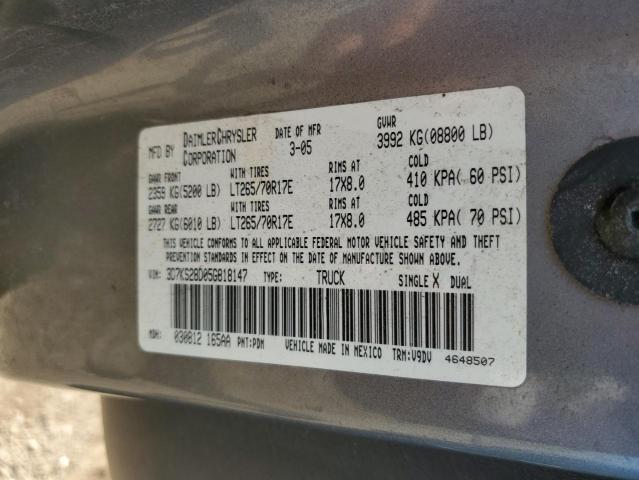 MFD BY DAIMLERCHRYSLER CORPORATION DATE OF MFR 3-05 GVWR 3992 KG(08800 LB)
GAWR FRONT WITH TIRES RIMS AT COLD
2359 KG(5200 LB) LT265/70R17E 17X8.0 410 KPA( 60 PSI)
GAWR REAR WITH TIRES RIMS AT COLD
2727 KG(6010 LB) LT265/70R17E 17X8.0 485 KPA( 70 PSI)
THIS VEHICLE CONFORMS TO ALL APPLICABLE FEDERAL MOTOR VEHICLE SAFETY AND THEFT
PREVENTION STANDARDS IN EFFECT ON THE DATE OF MANUFACTURE SHOWN ABOVE.
VIN: 3D7KS28D05G818147 TYPE: TRUCK SINGLE X DUAL
MDH: 030812 165AA PNT:PDM VEHICLE MADE IN MEXICO TRM:V9DV 4648507